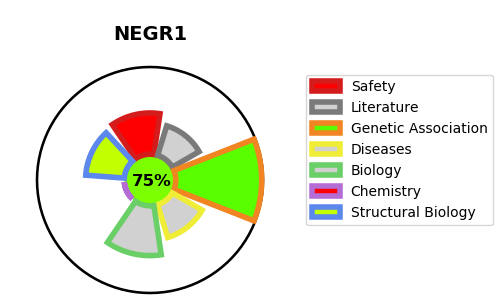 NEGR1
75%
Safety
Literature
Genetic Association
Diseases
Biology
Chemistry
Structural Biology